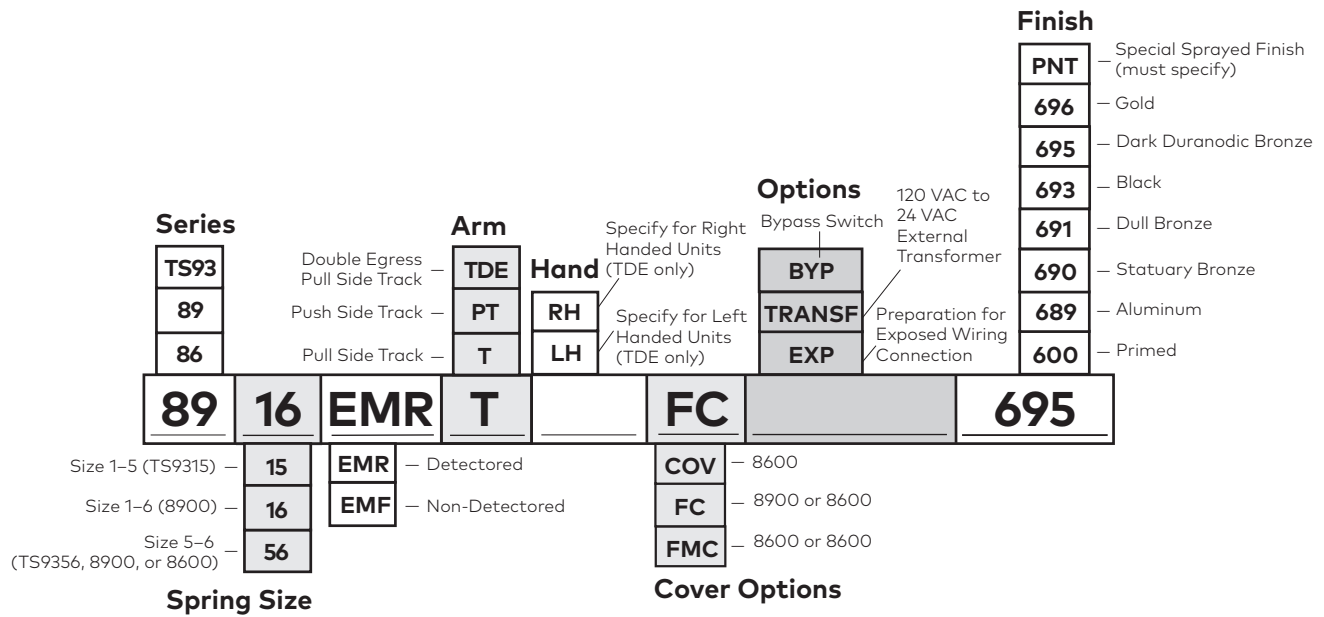 Finish
PNT
Special Sprayed Finish
(must specify)
696
Gold
695
Dark Duranodic Bronze
693
Black
691
Dull Bronze
690
Statuary Bronze
689
Aluminum
600
Primed
Series
TS93
89
86
Arm
Double Egress
Pull Side Track
TDE
Push Side Track
PT
Pull Side Track
T
Hand
RH
LH
Specify for Right
Handed Units
(TDE only)
Specify for Left
Handed Units
(TDE only)
Options
Bypass Switch
BYP
TRANSF
EXP
120 VAC to
24 VAC
External
Transformer
Preparation for
Exposed Wiring
Connection
89 16 EMR T FC 695
Size 1–5 (TS9315)
15
Size 1–6 (8900)
16
Size 5–6
(TS9356, 8900, or 8600)
56
Spring Size
EMR
Detectored
EMF
Non-Detectored
COV
8600
FC
8900 or 8600
FMC
8600 or 8600
Cover Options